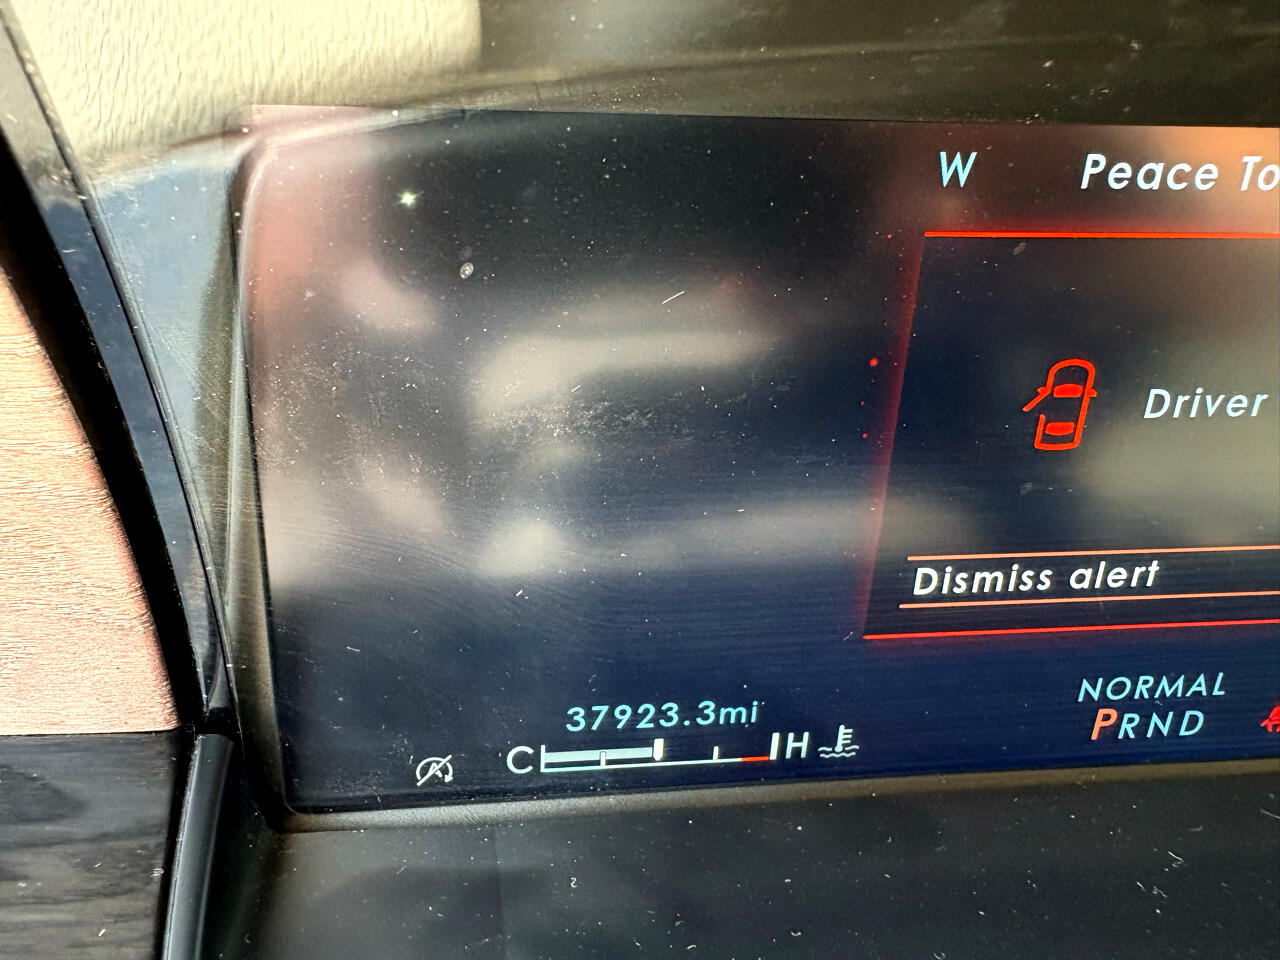 W Peace To
Driver
Dismiss alert
NORMAL
PRND
37923.3mi
C H